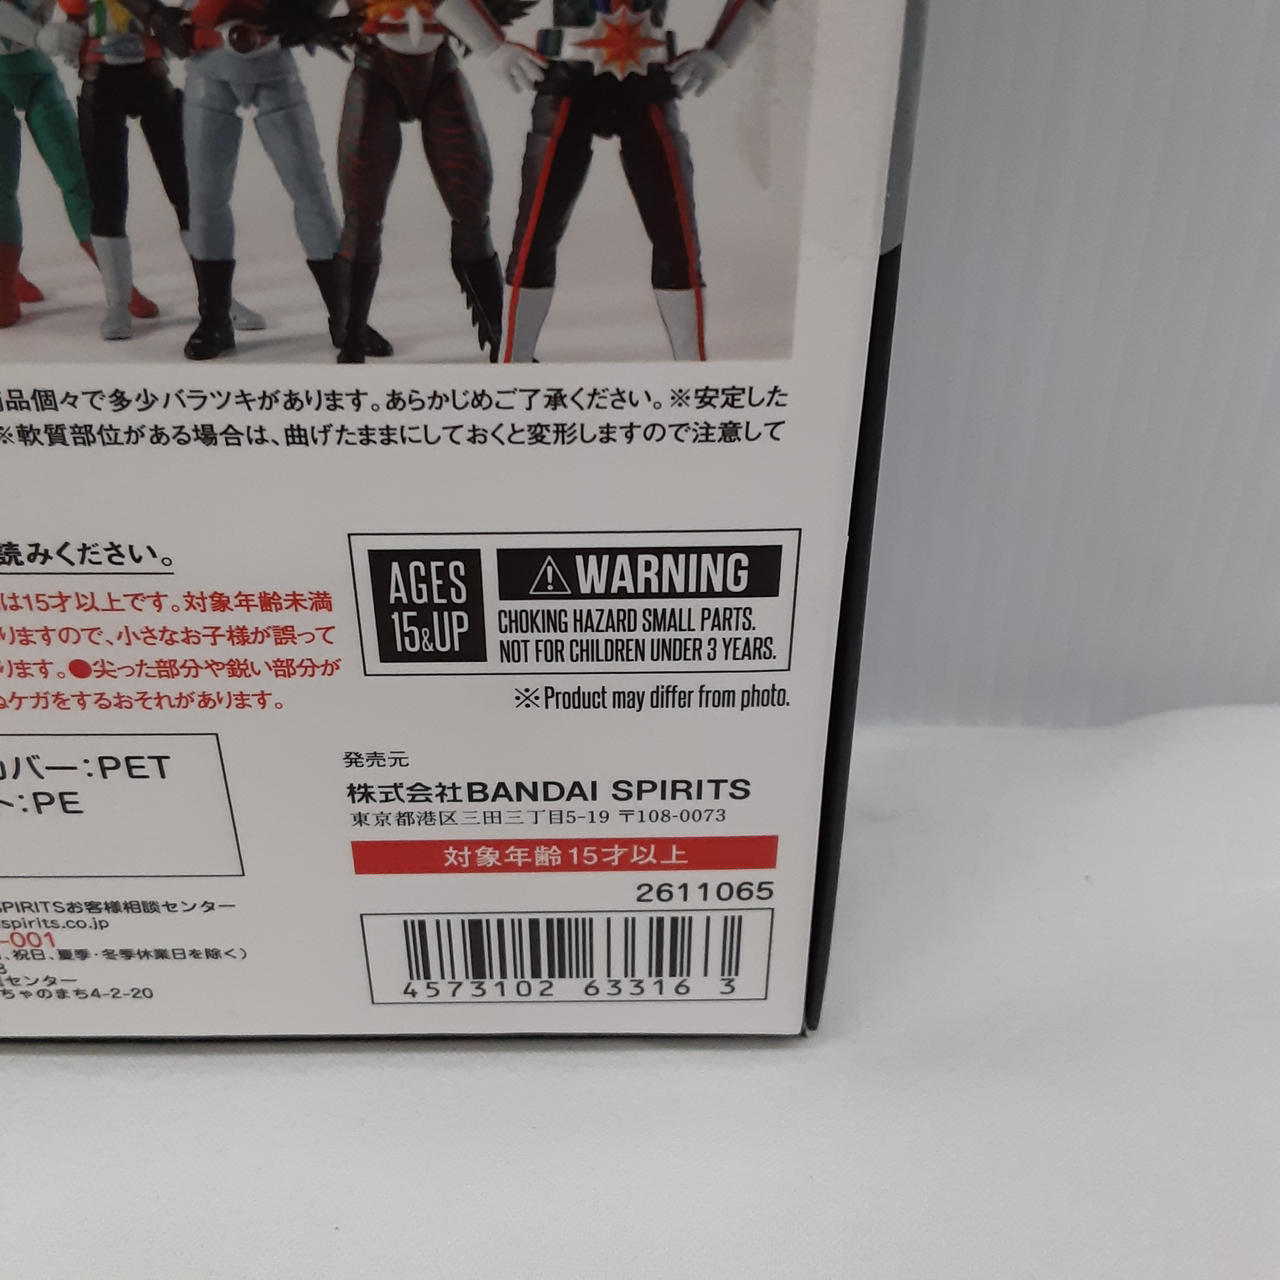 品個々で多少バラツキがあります。あらかじめご了承ください。※安定した
※軟質部位がある場合は、曲げたままにしておくと変形しますので注意して
読みください。
は15才以上です。対象年齢未満
りますので、小さなお子様が誤って
ります。●尖った部分や鋭い部分が
ケガをするおそれがあります。
AGES
15&UP
⚠WARNING
CHOKING HAZARD SMALL PARTS.
NOT FOR CHILDREN UNDER 3 YEARS.
※Product may differ from photo.
バー:PET
ト:PE
発売元
株式会社BANDAI SPIRITS
東京都港区三田三丁目5-19 〒108-0073
対象年齢15才以上
2611065
4573102 63316 3
SPIRITSお客様相談センター
spirits.co.jp
-001
、祝日、夏季・冬季休業日を除く）
センター
ちゃのまち4-2-20